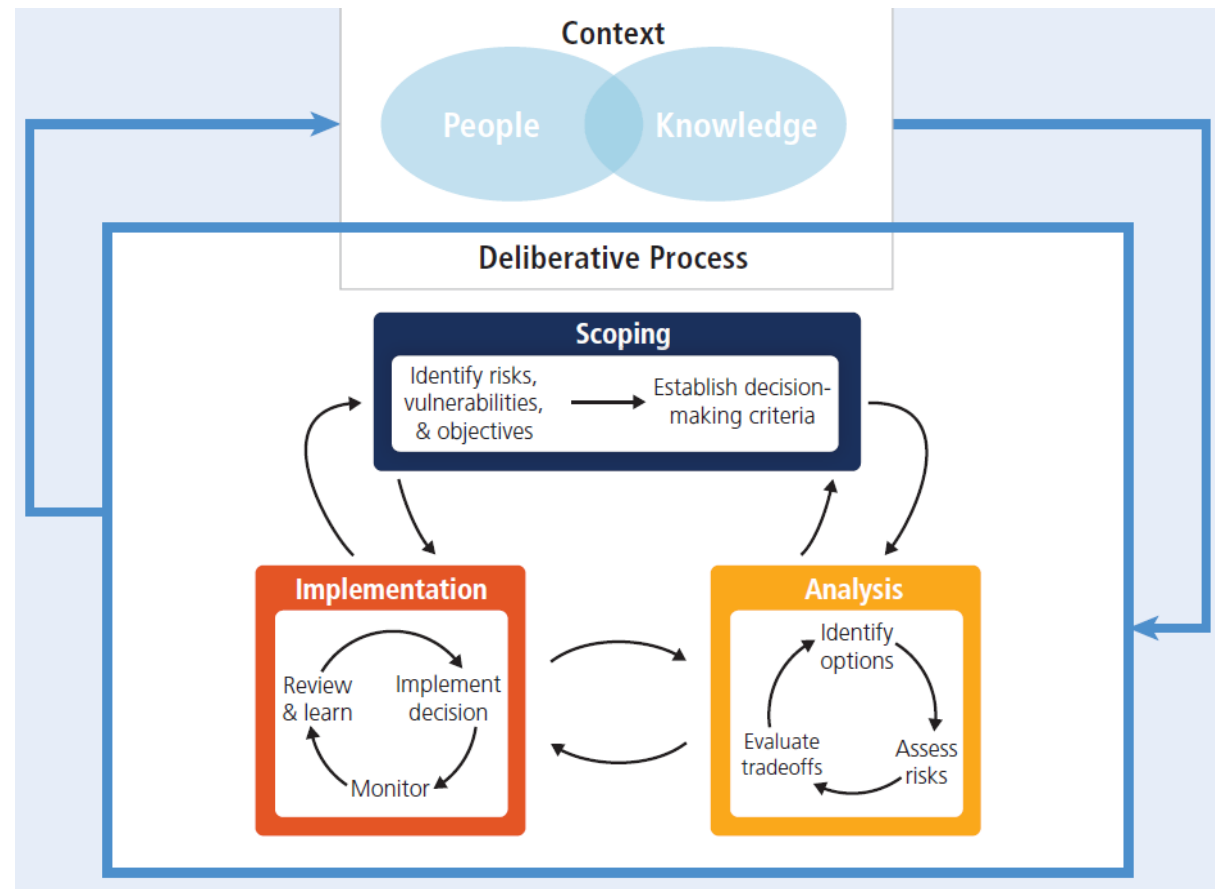 Context
People
Knowledge
Deliberative Process
Scoping
Identify risks,
vulnerabilities,
& objectives
Establish decision-
making criteria
Implementation
Review
& learn
Implement
decision
Monitor
Analysis
Identify
options
Assess
risks
Evaluate
tradeoffs